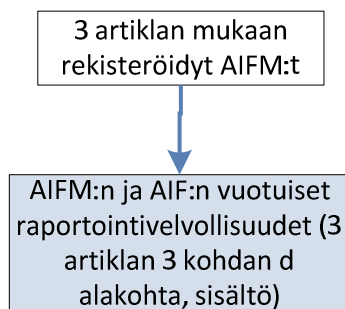 3 artiklan mukaan
rekisteröidyt AIFM:t
AIFM:n ja AIF:n vuotuiset
raportointivelvollisuudet (3
artiklan 3 kohdan d
alakohta, sisältö)